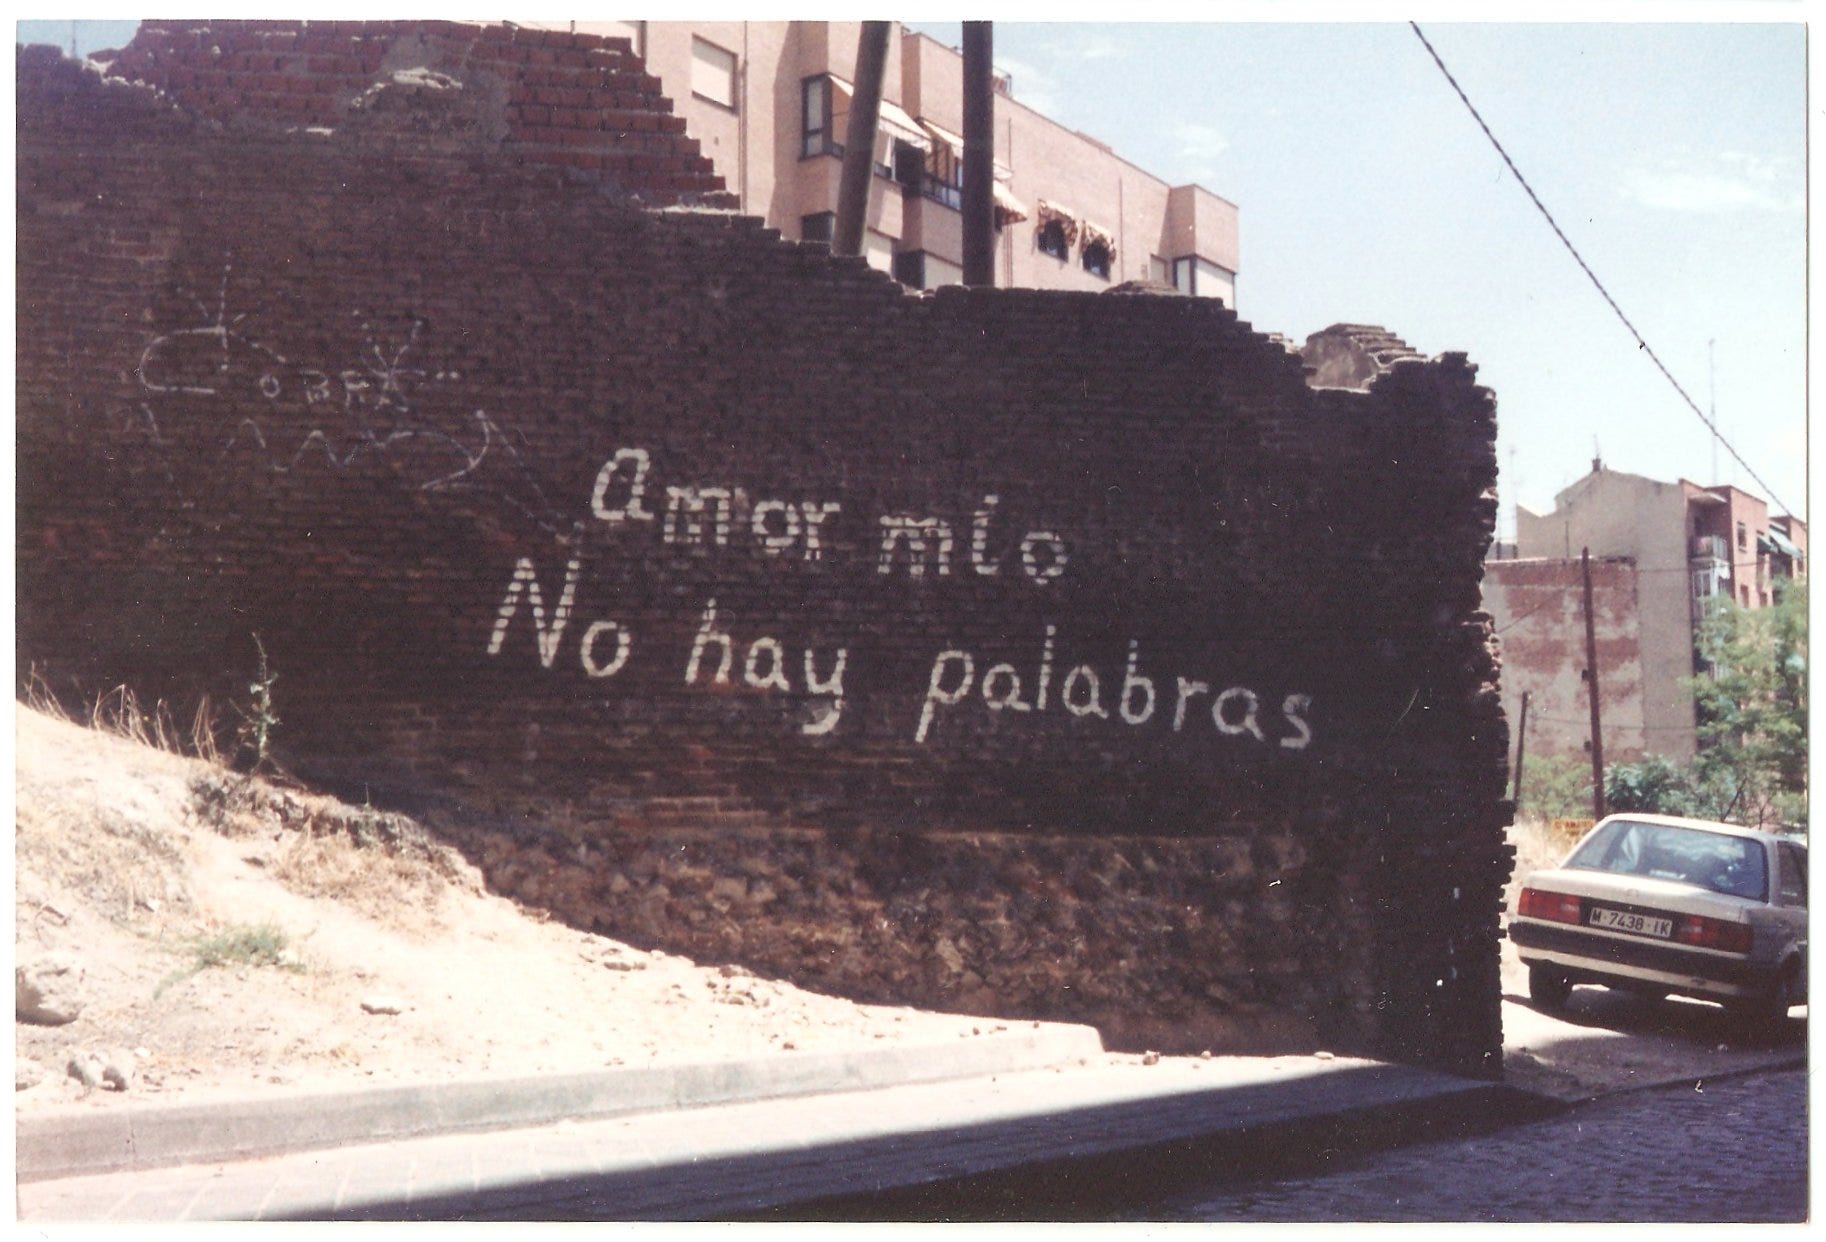 amor mio
No hay palabras
M-7438-IK